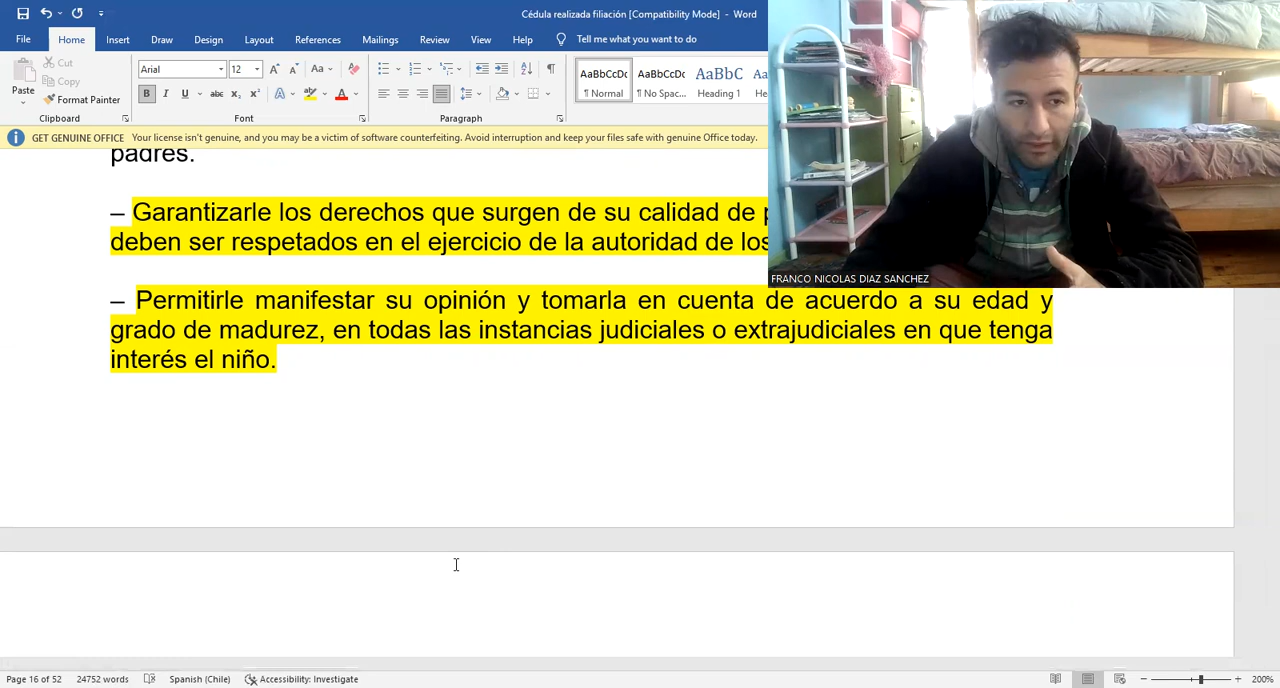 Cédula realizada filiación [Compatibility Mode] - Word
File Home Insert Draw Design Layout References Mailings Review View Help Tell me what you want to do
Paste
Cut
Copy
Format Painter
Arial 12
Aa
B I U abc x₂ x² A A
AaBbCcDc AaBbCcDc AaBbC Aa
¶ Normal ¶ No Spac... Heading 1
Clipboard Font Paragraph
GET GENUINE OFFICE Your license isn't genuine, and you may be a victim of software counterfeiting. Avoid interruption and keep your files safe with genuine Office today.
padres.
– Garantizarle los derechos que surgen de su calidad de
deben ser respetados en el ejercicio de la autoridad de los
FRANCO NICOLAS DIAZ SANCHEZ
– Permitirle manifestar su opinión y tomarla en cuenta de acuerdo a su edad y
grado de madurez, en todas las instancias judiciales o extrajudiciales en que tenga
interés el niño.
Page 16 of 52 24752 words Spanish (Chile) Accessibility: Investigate 200%